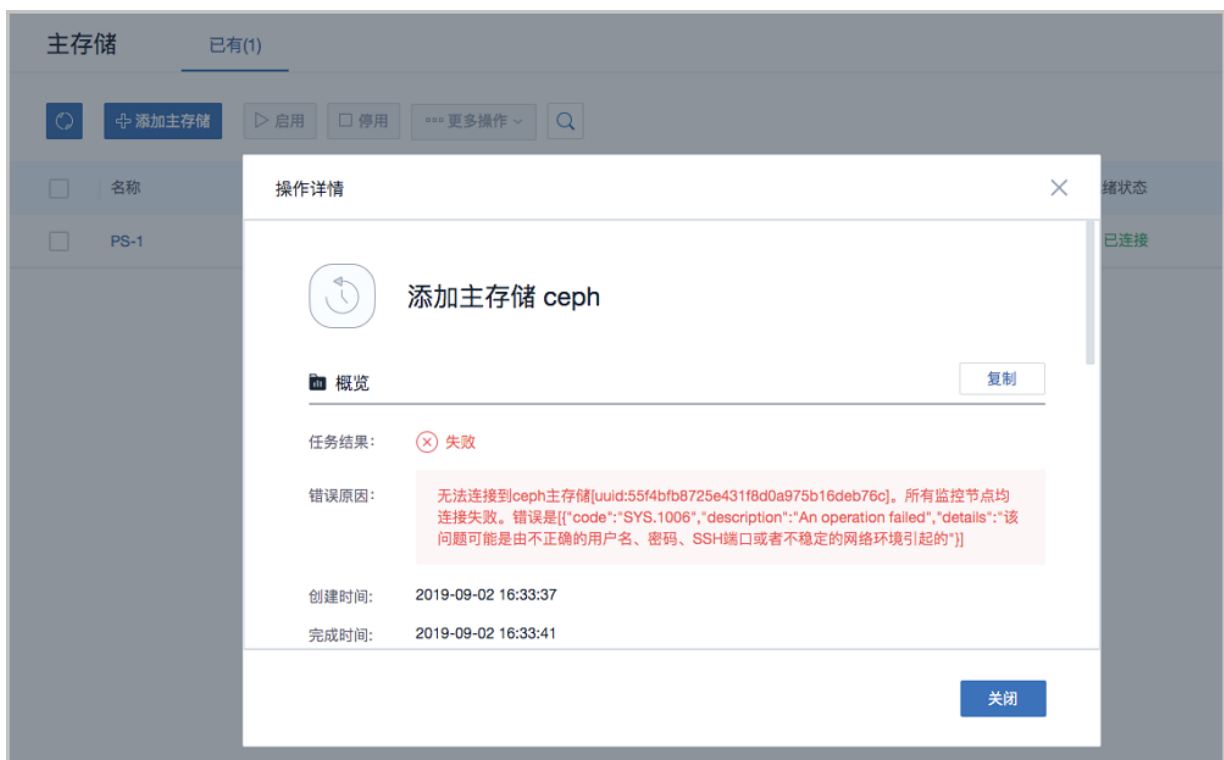 主存储 已有(1)
添加主存储 启用 停用 更多操作
名称 绪状态
PS-1 已连接
操作详情
添加主存储 ceph
概览 复制
任务结果： 失败
错误原因： 无法连接到ceph主存储[uuid:55f4bfb8725e431f8d0a975b16deb76c]。所有监控节点均
连接失败。错误是[{"code":"SYS.1006","description":"An operation failed","details":"该
问题可能是由不正确的用户名、密码、SSH端口或者不稳定的网络环境引起的"}]
创建时间: 2019-09-02 16:33:37
完成时间: 2019-09-02 16:33:41
关闭